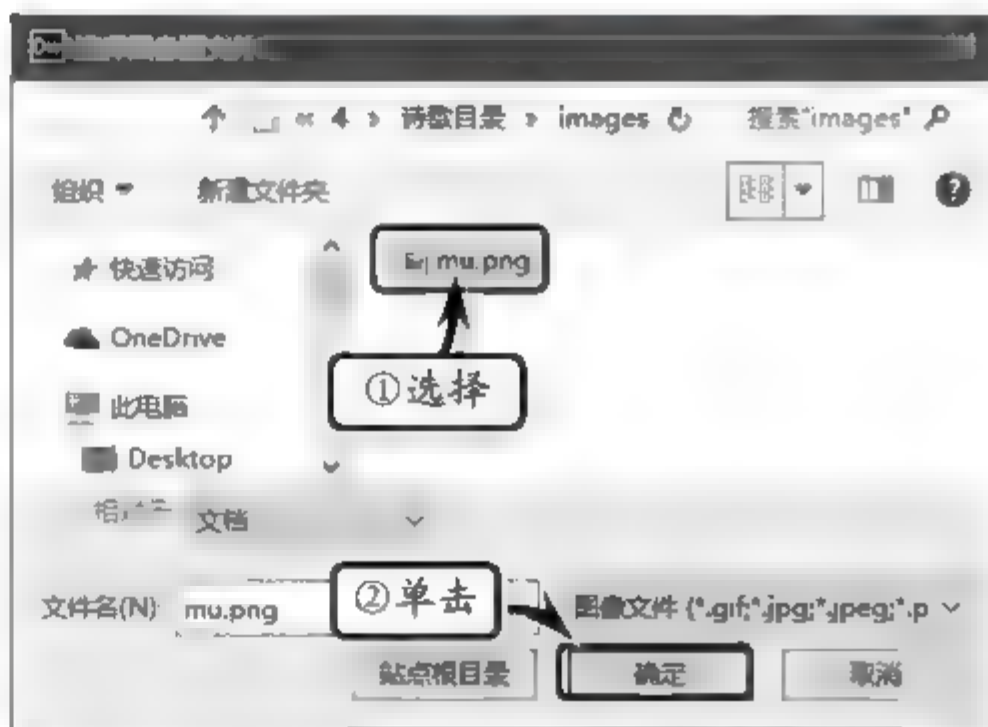 Dw
« 4 › 诗歌目录 › images 搜索"images"
组织 新建文件夹
快速访问
mu.png
OneDrive
①选择
此电脑
Desktop
文档
文件名(N) mu.png
②单击
图像文件 (*.gif;*.jpg;*.jpeg;*.p
站点根目录 确定 取消